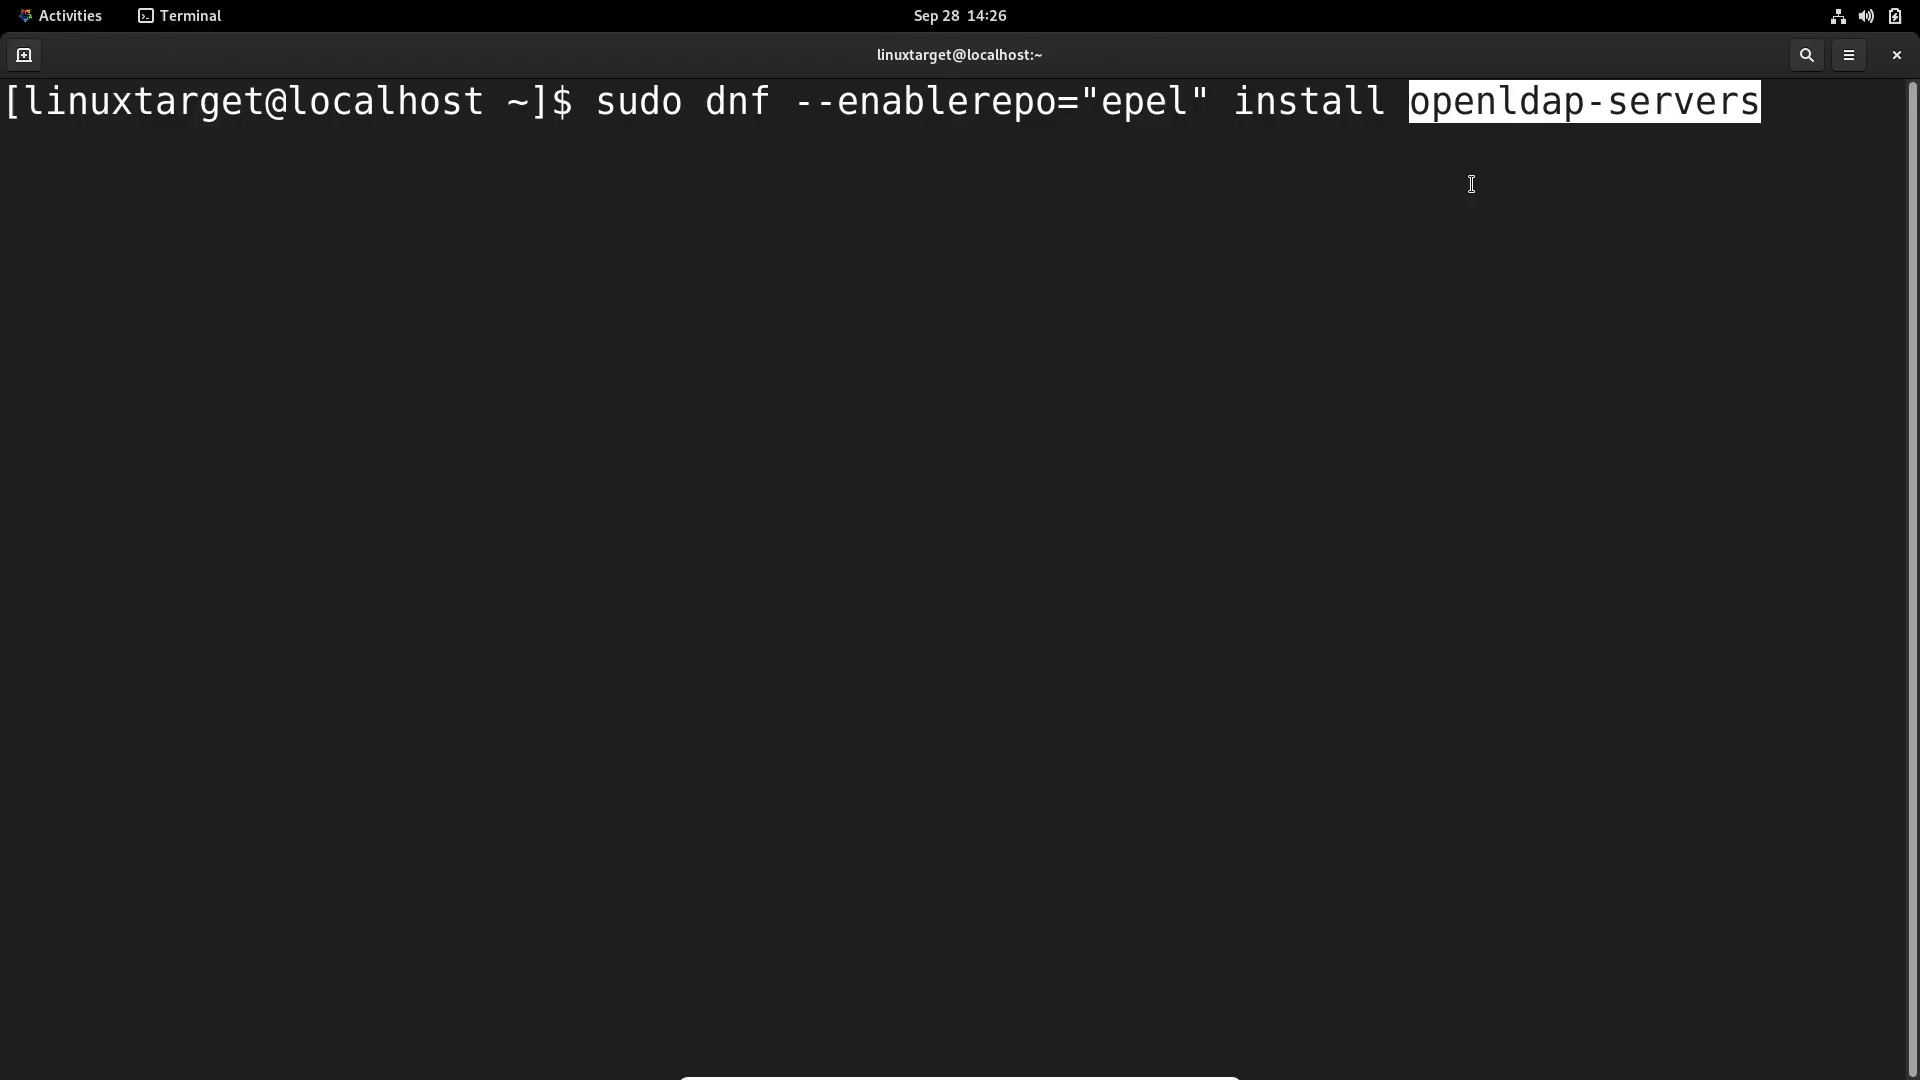 Activities Terminal Sep 28 14:26
linuxtarget@localhost:~
[linuxtarget@localhost ~]$ sudo dnf --enablerepo="epel" install openldap-servers